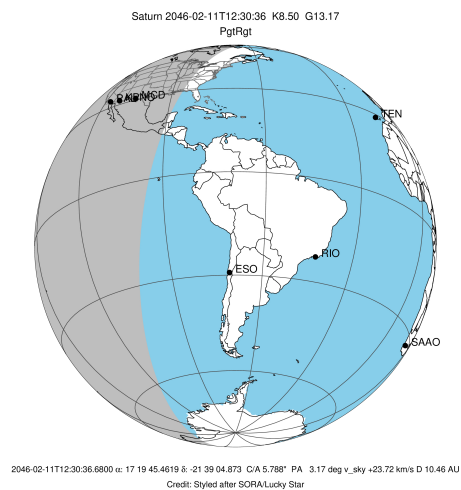 Saturn 2046-02-11T12:30:36 K8.50 G13.17
PgtRgt
MCD
TEN
RIO
ESO
SAAO
2046-02-11T12:30:36.6800 α: 17 19 45.4619 δ: -21 39 04.873 C/A 5.788" PA 3.17 deg v_sky +23.72 km/s D 10.46 AU
Credit: Styled after SORA/Lucky Star